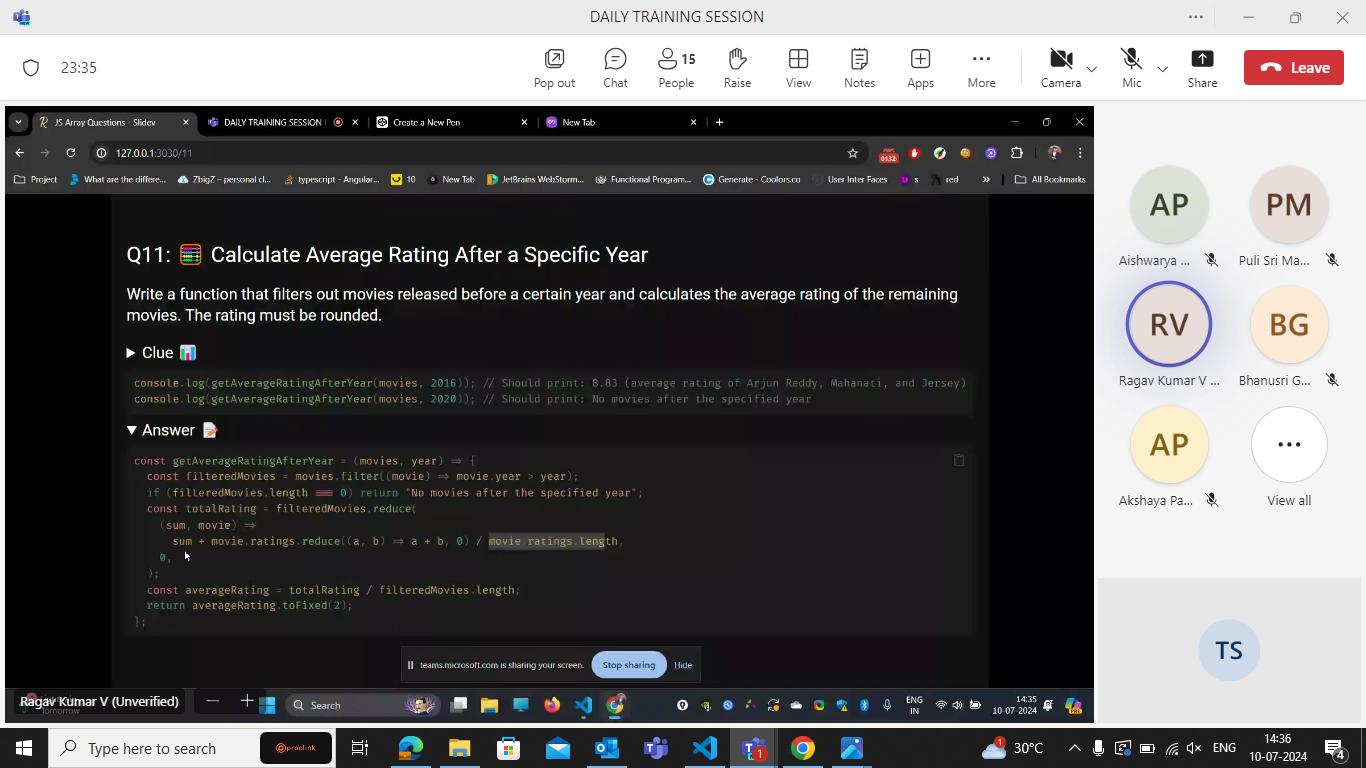 DAILY TRAINING SESSION
23:35
Pop out
Chat
15
People
Raise
View
Notes
Apps
More
Camera
Mic
Share
Leave
JS Array Questions - Slidev
DAILY TRAINING SESSION
Create a New Pen
New Tab
127.0.0.1:3030/11
0132
Project
What are the differe...
ZbigZ – personal cl...
typescript - Angular...
10
New Tab
JetBrains WebStorm...
Functional Program...
Generate - Coolors.co
User Inter Faces
s
red
All Bookmarks
Q11: 🧮 Calculate Average Rating After a Specific Year
Write a function that filters out movies released before a certain year and calculates the average rating of the remaining
movies. The rating must be rounded.
▶ Clue 📊
console.log(getAverageRatingAfterYear(movies, 2016)); // Should print: 8.83 (average rating of Arjun Reddy, Mahanati, and Jersey)
console.log(getAverageRatingAfterYear(movies, 2020)); // Should print: No movies after the specified year
▼ Answer 📝
const getAverageRatingAfterYear = (movies, year) ⇒ {
const filteredMovies = movies.filter((movie) ⇒ movie.year > year);
if (filteredMovies.length === 0) return "No movies after the specified year";
const totalRating = filteredMovies.reduce(
(sum, movie) ⇒
sum + movie.ratings.reduce((a, b) ⇒ a + b, 0) / movie.ratings.length,
0,
);
const averageRating = totalRating / filteredMovies.length;
return averageRating.toFixed(2);
};
teams.microsoft.com is sharing your screen.
Stop sharing
Hide
Ragav Kumar V (Unverified)
Tomorrow
Search
ENG
IN
14:35
10-07-2024
AP
Aishwarya ...
PM
Puli Sri Ma...
RV
Ragav Kumar V ...
BG
Bhanusri G...
AP
Akshaya Pa...
View all
TS
Type here to search
proclink
1
1
30°C
ENG
14:36
10-07-2024
4